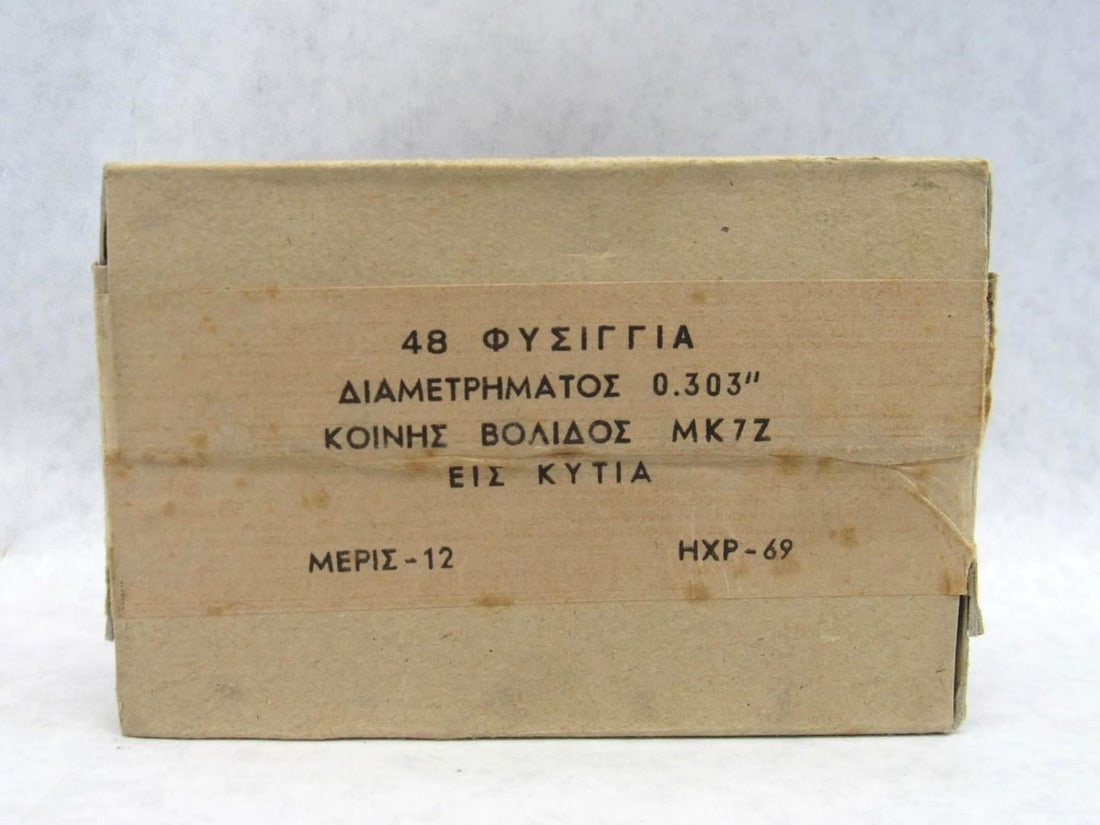 48 ΦΥΣΙΓΓΙΑ
ΔΙΑΜΕΤΡΗΜΑΤΟΣ 0.303"
ΚΟΙΝΗΣ ΒΟΛΙΔΟΣ ΜΚ7Ζ
ΕΙΣ ΚΥΤΙΑ
ΜΕΡΙΣ-12 ΗΧΡ-69